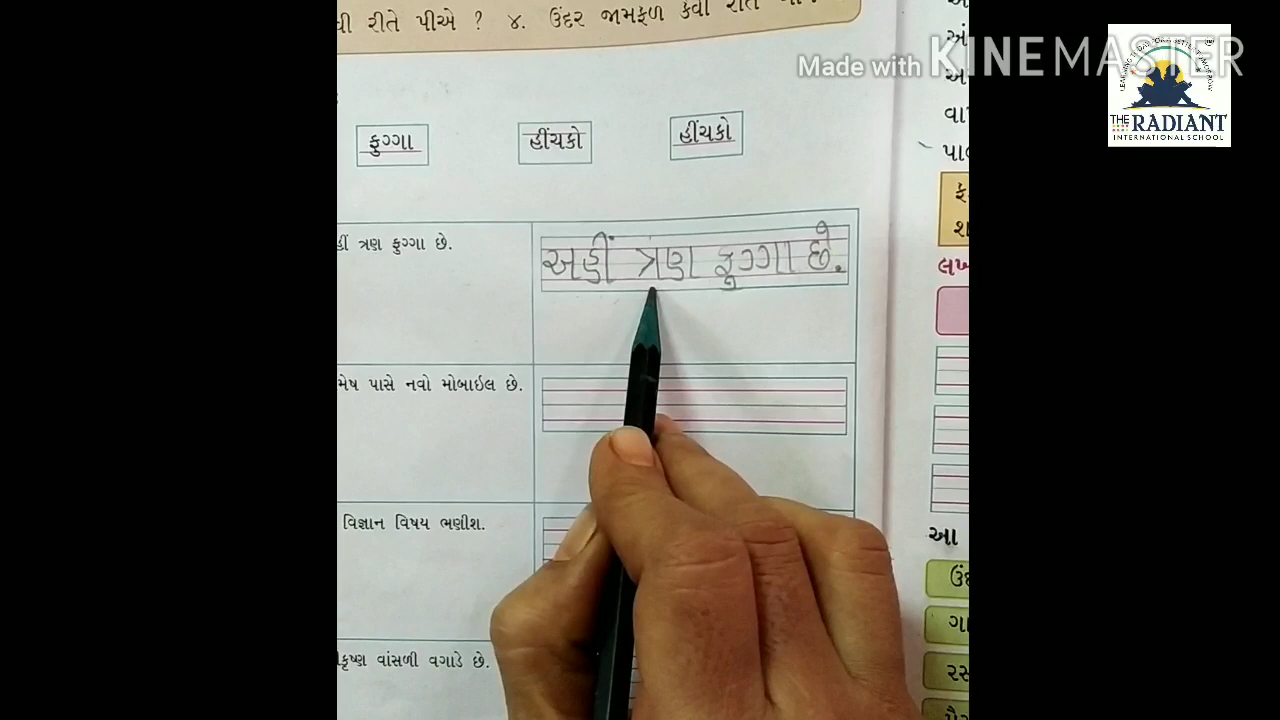 રીતે પીએ ? ૪. ઉંદર જામફળ કેવી રીતે
Made with KINEMASTER
THE RADIANT
INTERNATIONAL SCHOOL
ફુગ્ગા
હીંચકો
હીંચકો
હીં ત્રણ ફુગ્ગા છે.
અહીં ત્રણ ફુગ્ગા છે.
મેષ પાસે નવો મોબાઇલ છે.
વિજ્ઞાન વિષય ભણીશ.
કૃષ્ણ વાંસળી વગાડે છે.
વા
પા
લખ
આ
ઉંદ
ગા
રસ